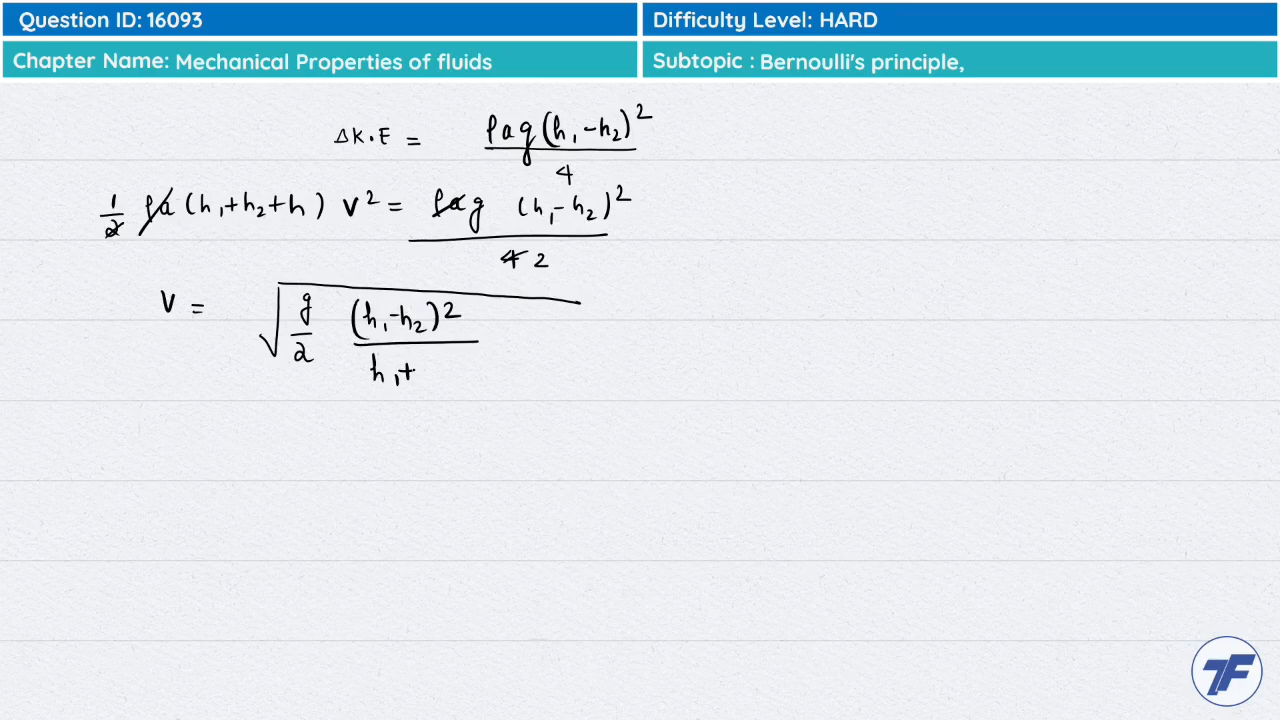 Question ID: 16093
Difficulty Level: HARD
Chapter Name: Mechanical Properties of fluids
Subtopic : Bernoulli's principle,
ΔK.E = ρag(h₁-h₂)² / 4
1/2 ρa (h₁+h₂+h) v² = ρag (h₁-h₂)² / 4 2
v = √ g/2 (h₁-h₂)² / h₁+
7F